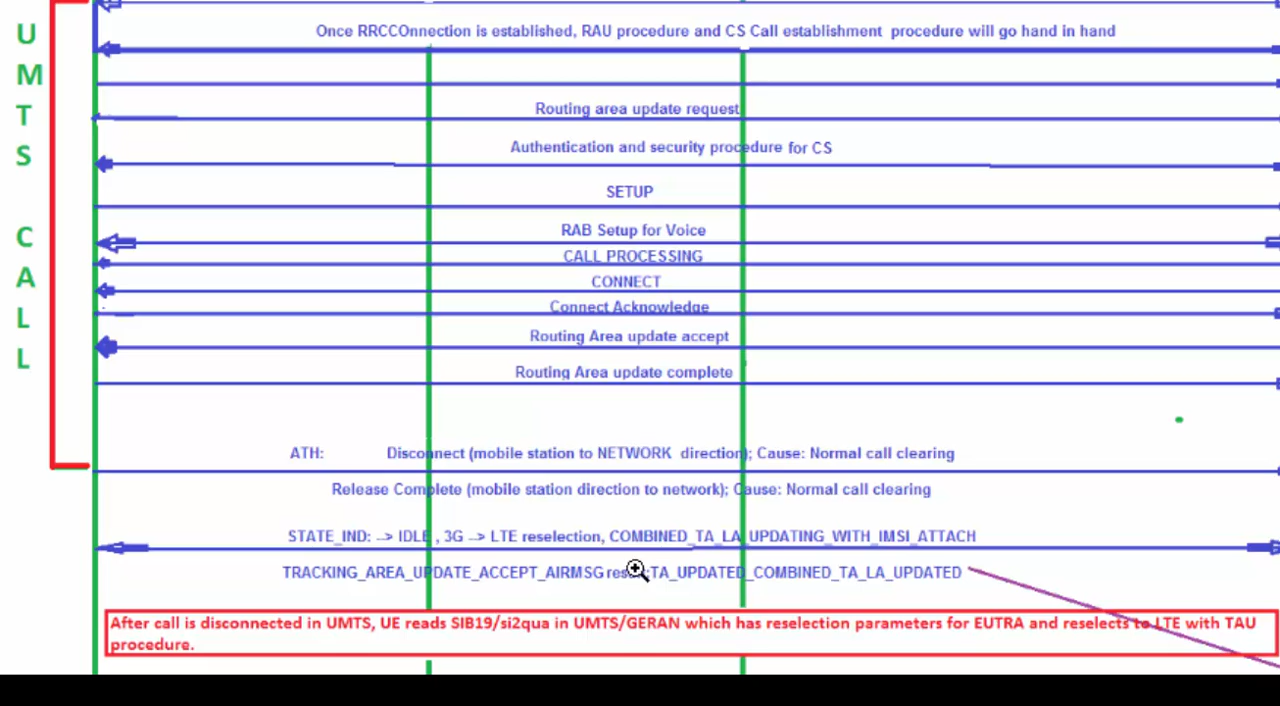 UMTS CALL
Once RRCCOnnection is established, RAU procedure and CS Call establishment procedure will go hand in hand
Routing area update request
Authentication and security procedure for CS
SETUP
RAB Setup for Voice
CALL PROCESSING
CONNECT
Connect Acknowledge
Routing Area update accept
Routing Area update complete
ATH: Disconnect (mobile station to NETWORK direction); Cause: Normal call clearing
Release Complete (mobile station direction to network); Cause: Normal call clearing
STATE_IND: --> IDLE , 3G --> LTE reselection, COMBINED_TA_LA_UPDATING_WITH_IMSI_ATTACH
TRACKING_AREA_UPDATE_ACCEPT_AIRMSG TA_UPDATED_COMBINED_TA_LA_UPDATED
After call is disconnected in UMTS, UE reads SIB19/si2qua in UMTS/GERAN which has reselection parameters for EUTRA and reselects to LTE with TAU
procedure.